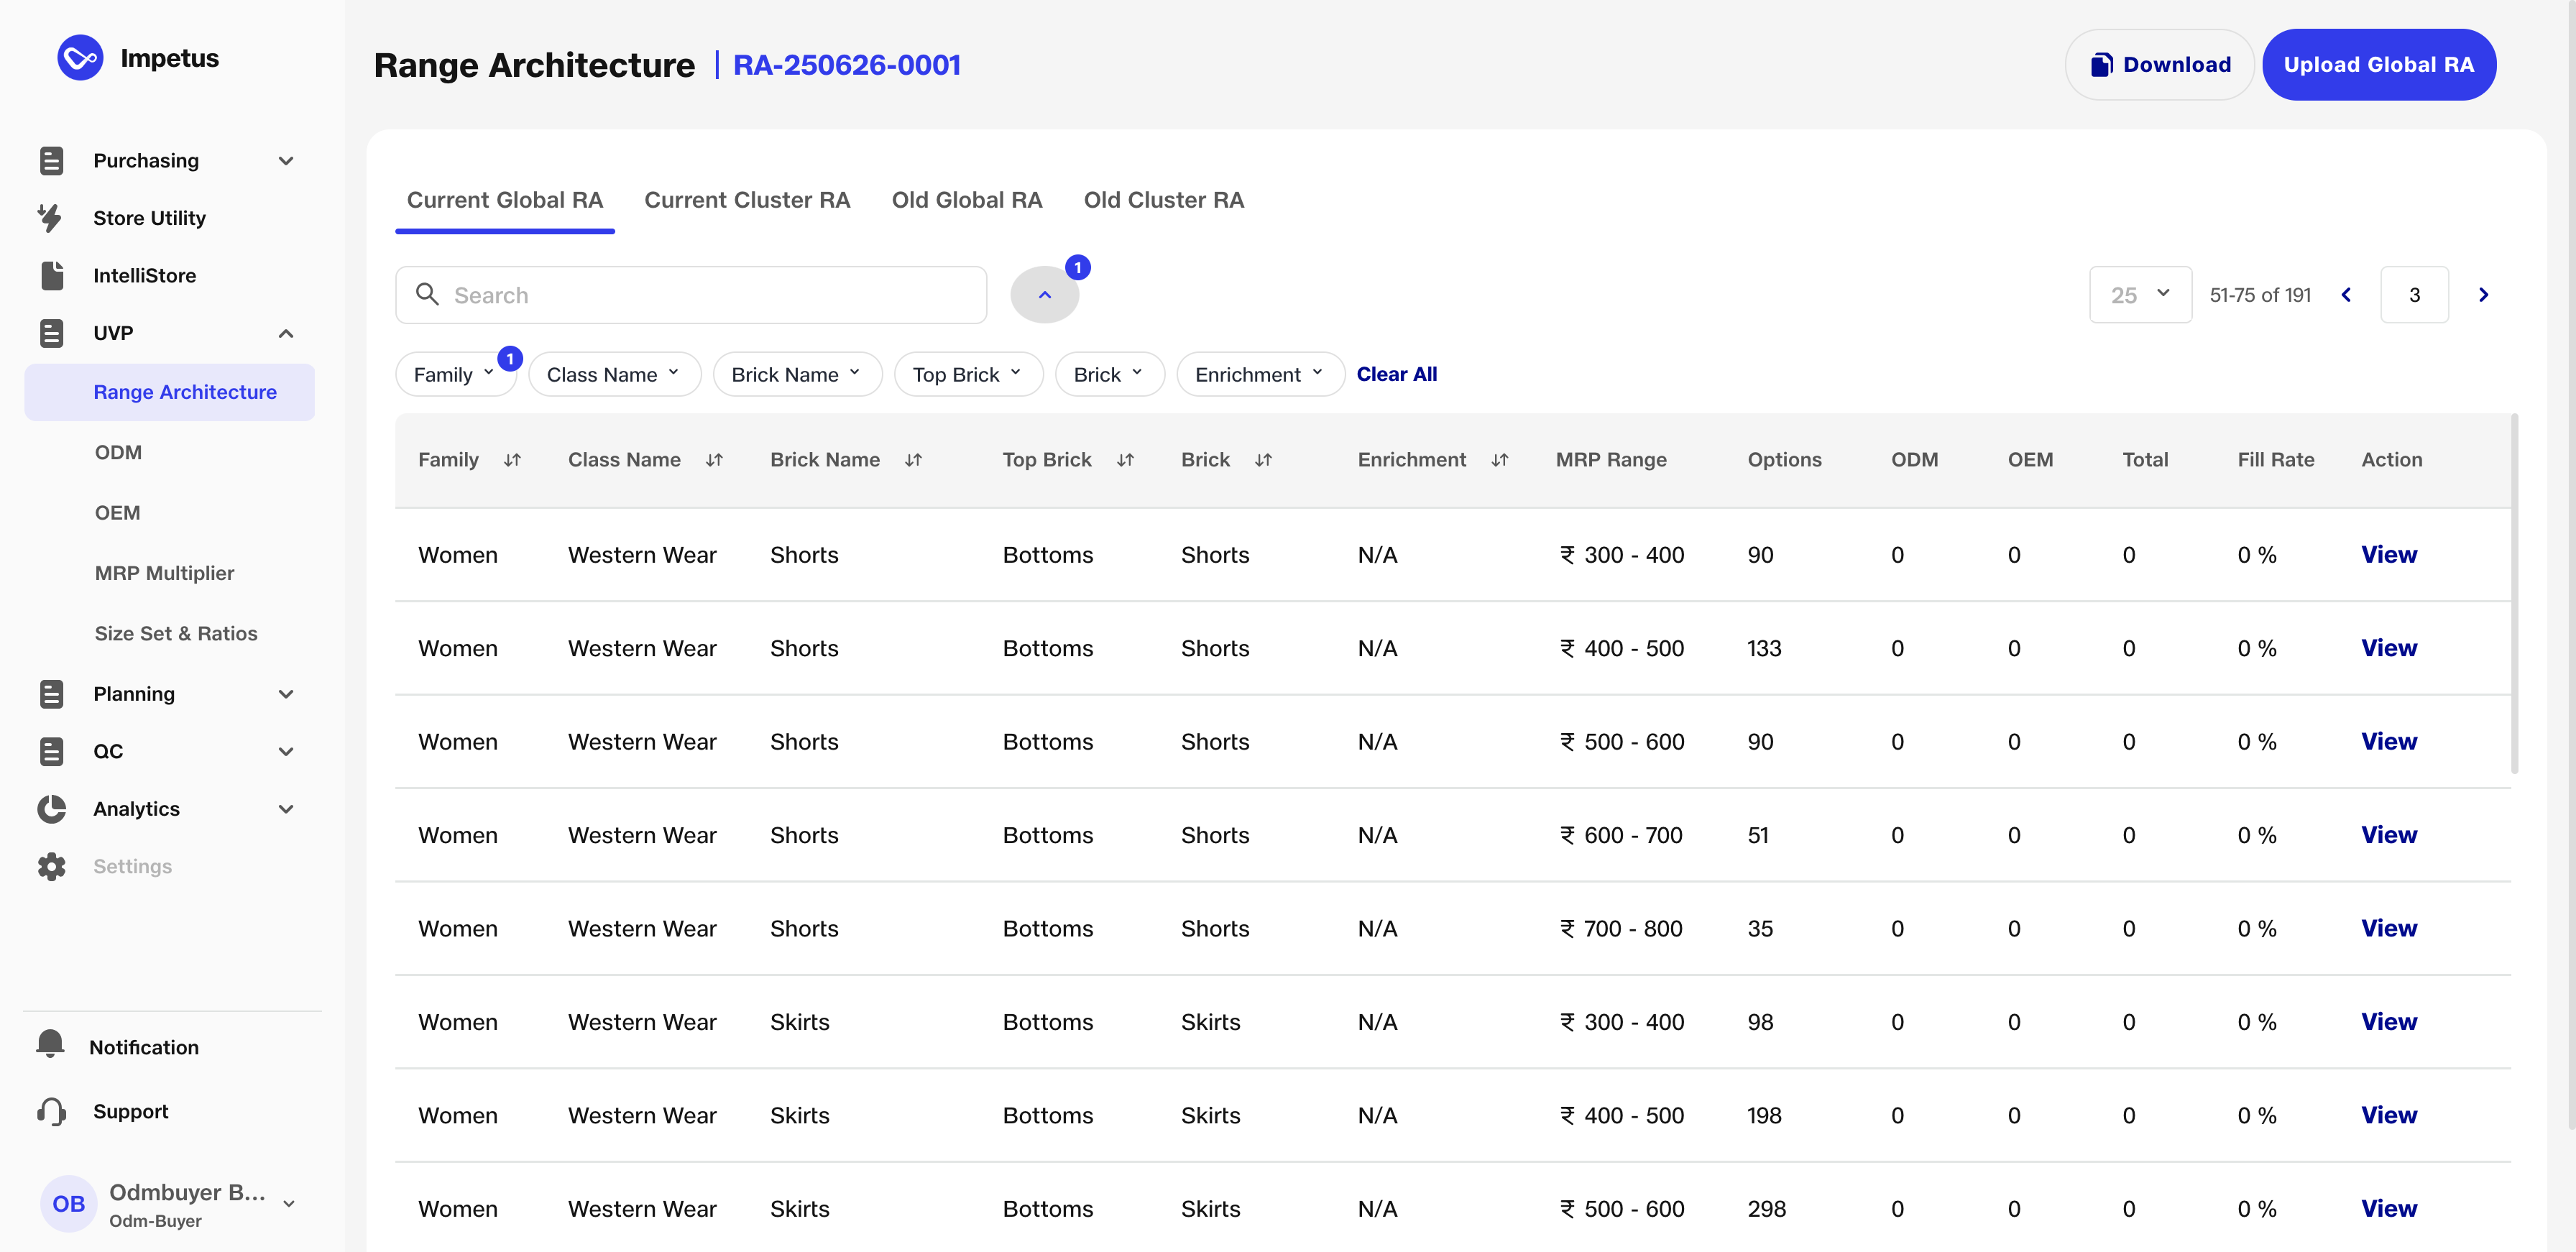 Impetus
Purchasing
Store Utility
IntelliStore
UVP
Range Architecture
ODM
OEM
MRP Multiplier
Size Set & Ratios
Planning
QC
Analytics
Settings
Notification
Support
OB
Odmbuyer B...
Odm-Buyer
Range Architecture | RA-250626-0001
Download
Upload Global RA
Current Global RA Current Cluster RA Old Global RA Old Cluster RA
Search
1
25
51-75 of 191
3
Family 1 Class Name Brick Name Top Brick Brick Enrichment Clear All
Family Class Name Brick Name Top Brick Brick Enrichment MRP Range Options ODM OEM Total Fill Rate Action
Women Western Wear Shorts Bottoms Shorts N/A ₹ 300 - 400 90 0 0 0 0 % View
Women Western Wear Shorts Bottoms Shorts N/A ₹ 400 - 500 133 0 0 0 0 % View
Women Western Wear Shorts Bottoms Shorts N/A ₹ 500 - 600 90 0 0 0 0 % View
Women Western Wear Shorts Bottoms Shorts N/A ₹ 600 - 700 51 0 0 0 0 % View
Women Western Wear Shorts Bottoms Shorts N/A ₹ 700 - 800 35 0 0 0 0 % View
Women Western Wear Skirts Bottoms Skirts N/A ₹ 300 - 400 98 0 0 0 0 % View
Women Western Wear Skirts Bottoms Skirts N/A ₹ 400 - 500 198 0 0 0 0 % View
Women Western Wear Skirts Bottoms Skirts N/A ₹ 500 - 600 298 0 0 0 0 % View